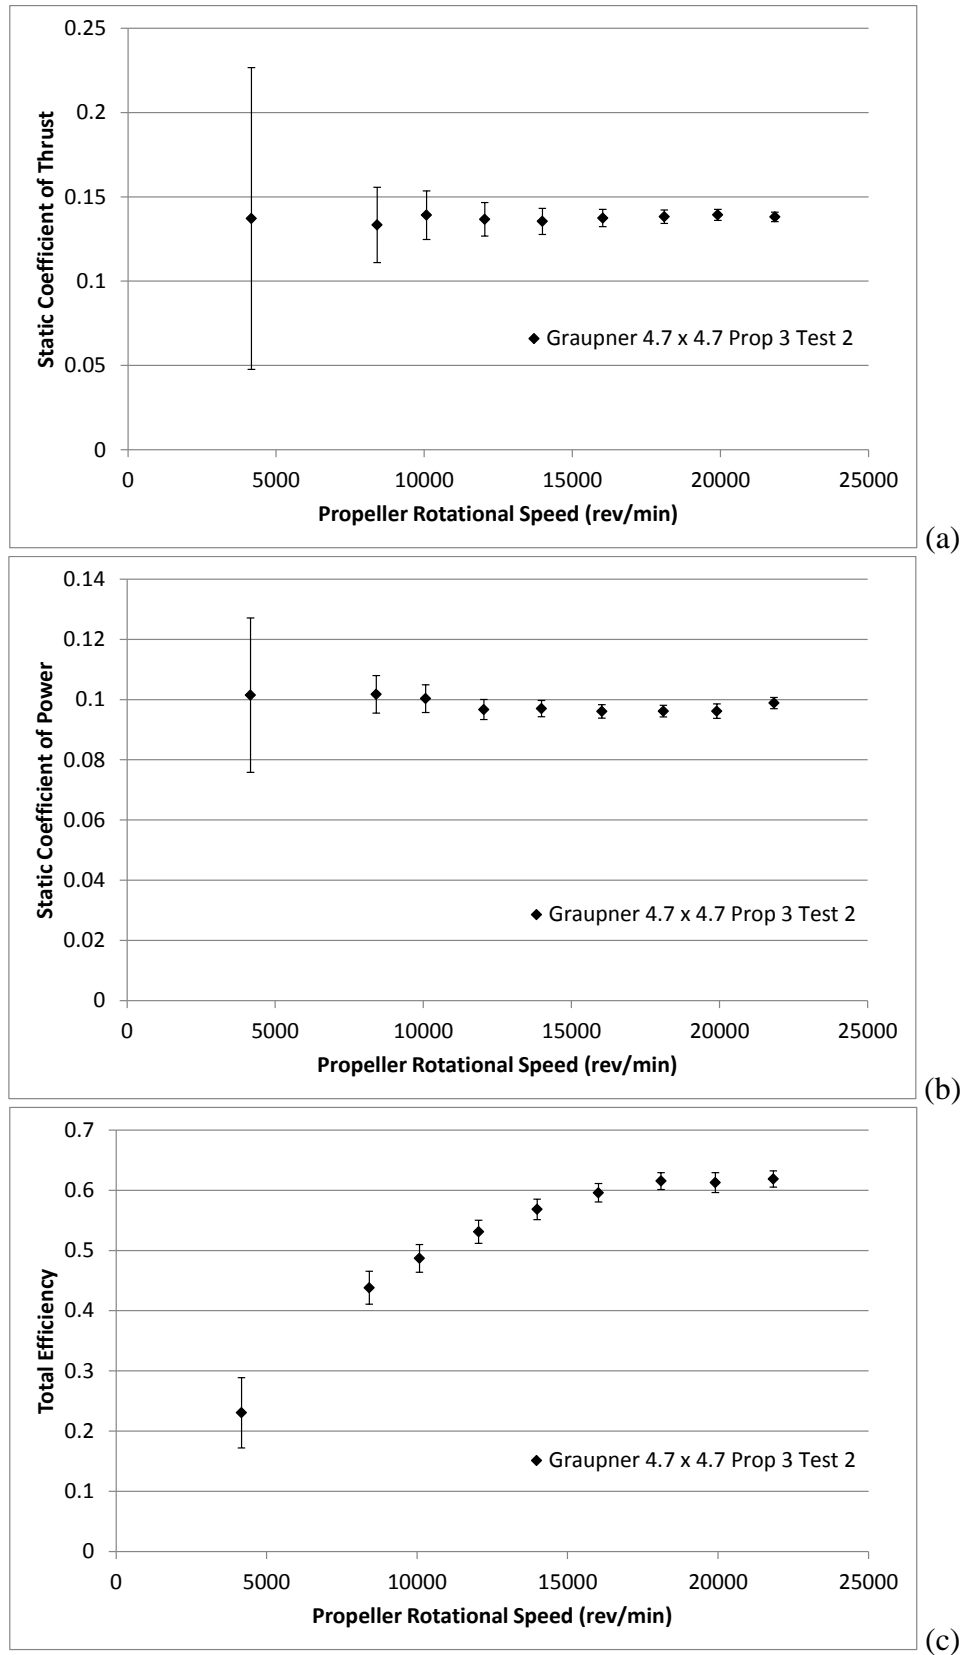 0.25
0.2
0.15
0.1
0.05
0
Static Coefficient of Thrust
Graupner 4.7 x 4.7 Prop 3 Test 2
0 5000 10000 15000 20000 25000
Propeller Rotational Speed (rev/min)
(a)
0.14
0.12
0.1
0.08
0.06
0.04
0.02
0
Static Coefficient of Power
Graupner 4.7 x 4.7 Prop 3 Test 2
0 5000 10000 15000 20000 25000
Propeller Rotational Speed (rev/min)
(b)
0.7
0.6
0.5
0.4
0.3
0.2
0.1
0
Total Efficiency
Graupner 4.7 x 4.7 Prop 3 Test 2
0 5000 10000 15000 20000 25000
Propeller Rotational Speed (rev/min)
(c)